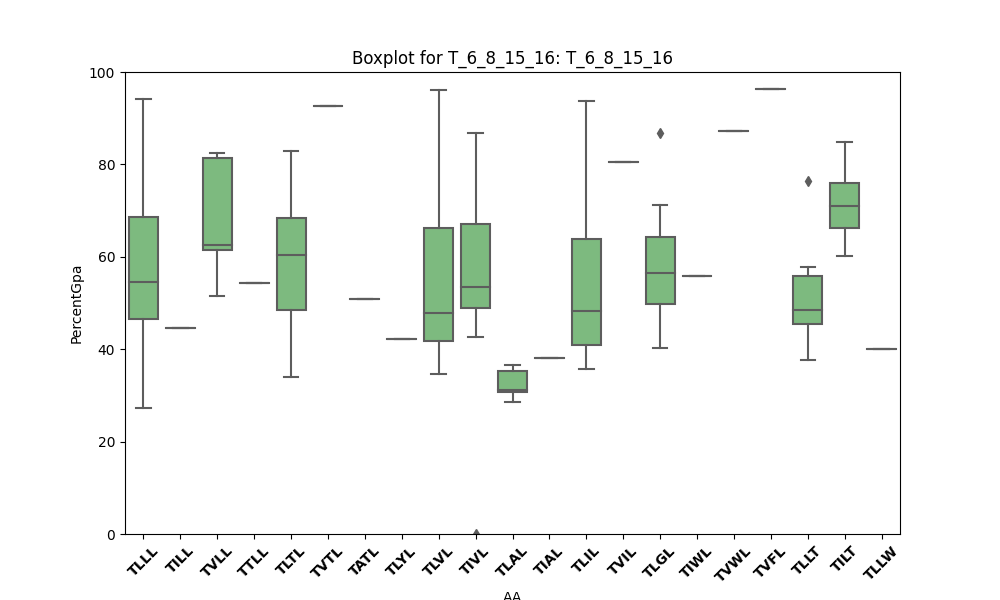 Boxplot for T_6_8_15_16: T_6_8_15_16
100
80
60
40
20
0
PercentGpa
TLLL TILL TVLL TTLL TLTL TVTL TATL TLYL TLVL TIVL TLAL TIAL TLIL TVIL TLGL TIWL TVWL TVFL TLLT TILT TLLW
AA